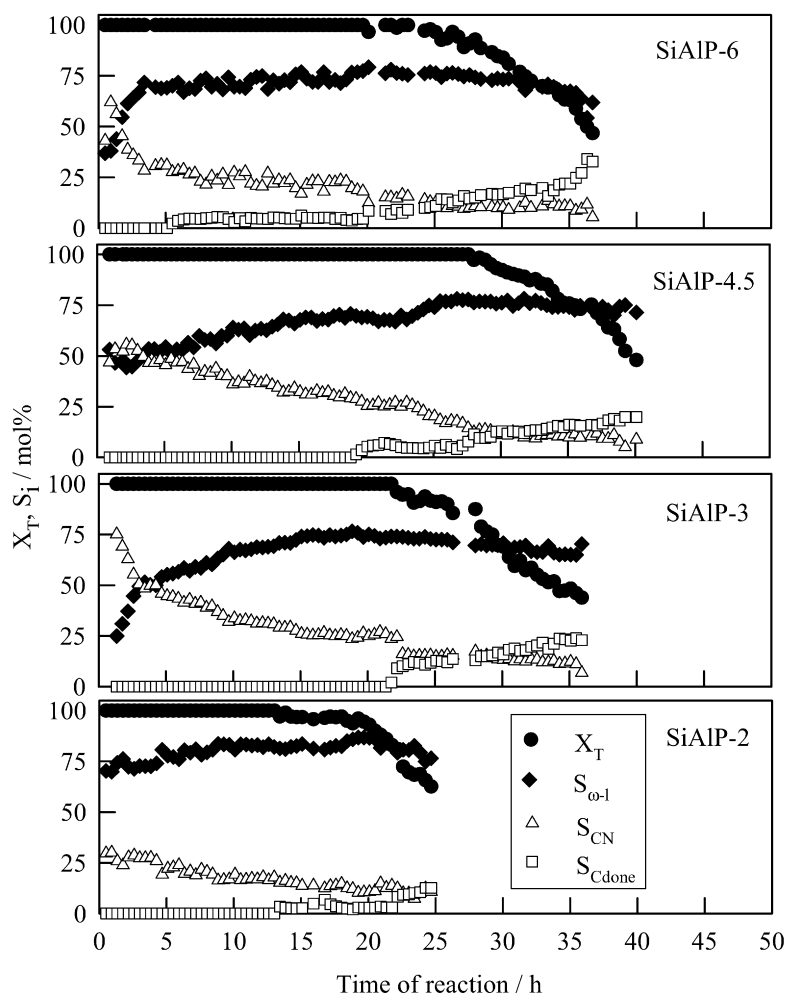 100
75
50
25
0
SiAlP-6
100
75
50
25
0
SiAlP-4.5
100
75
50
25
0
SiAlP-3
100
75
50
25
0
SiAlP-2
X_T
S_ω-l
S_CN
S_Cdone
0 5 10 15 20 25 30 35 40 45 50
Time of reaction / h
X_T, S_i / mol%